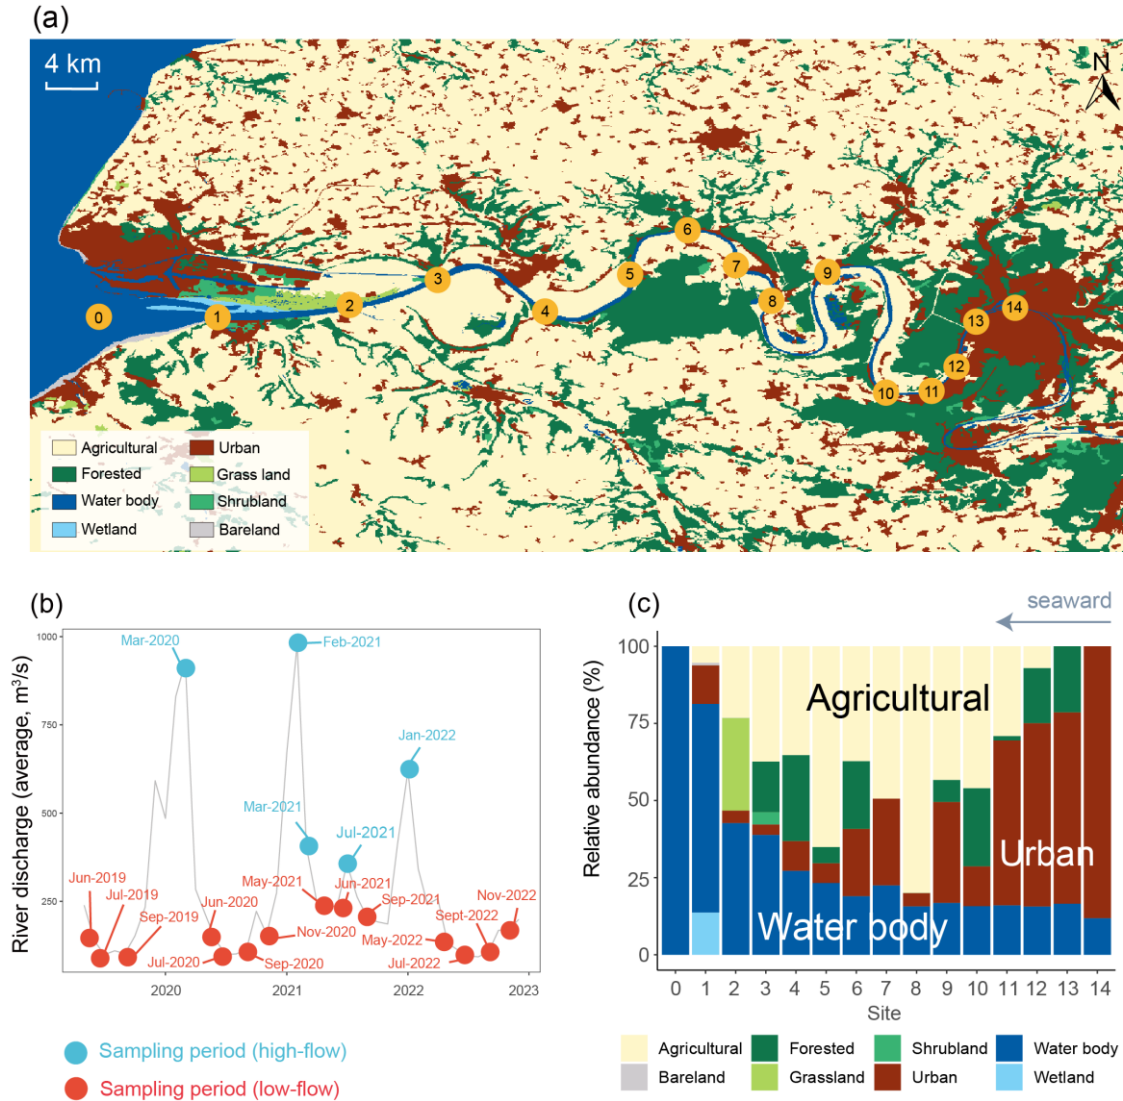 (a)
4 km
N
0
1
2
3
4
5
6
7
8
9
10
11
12
13
14
Agricultural
Urban
Forested
Grass land
Water body
Shrubland
Wetland
Bareland
(b)
River discharge (average, m³/s)
1000
750
500
250
2020
2021
2022
2023
Mar-2020
Feb-2021
Jan-2022
Mar-2021
Jul-2021
Jun-2019
Jul-2019
Sep-2019
Jun-2020
Jul-2020
Sep-2020
Nov-2020
May-2021
Jun-2021
Sep-2021
May-2022
Jul-2022
Sept-2022
Nov-2022
Sampling period (high-flow)
Sampling period (low-flow)
(c)
seaward
Relative abundance (%)
100
75
50
25
0
Agricultural
Urban
Water body
0 1 2 3 4 5 6 7 8 9 10 11 12 13 14
Site
Agricultural
Forested
Shrubland
Water body
Bareland
Grassland
Urban
Wetland